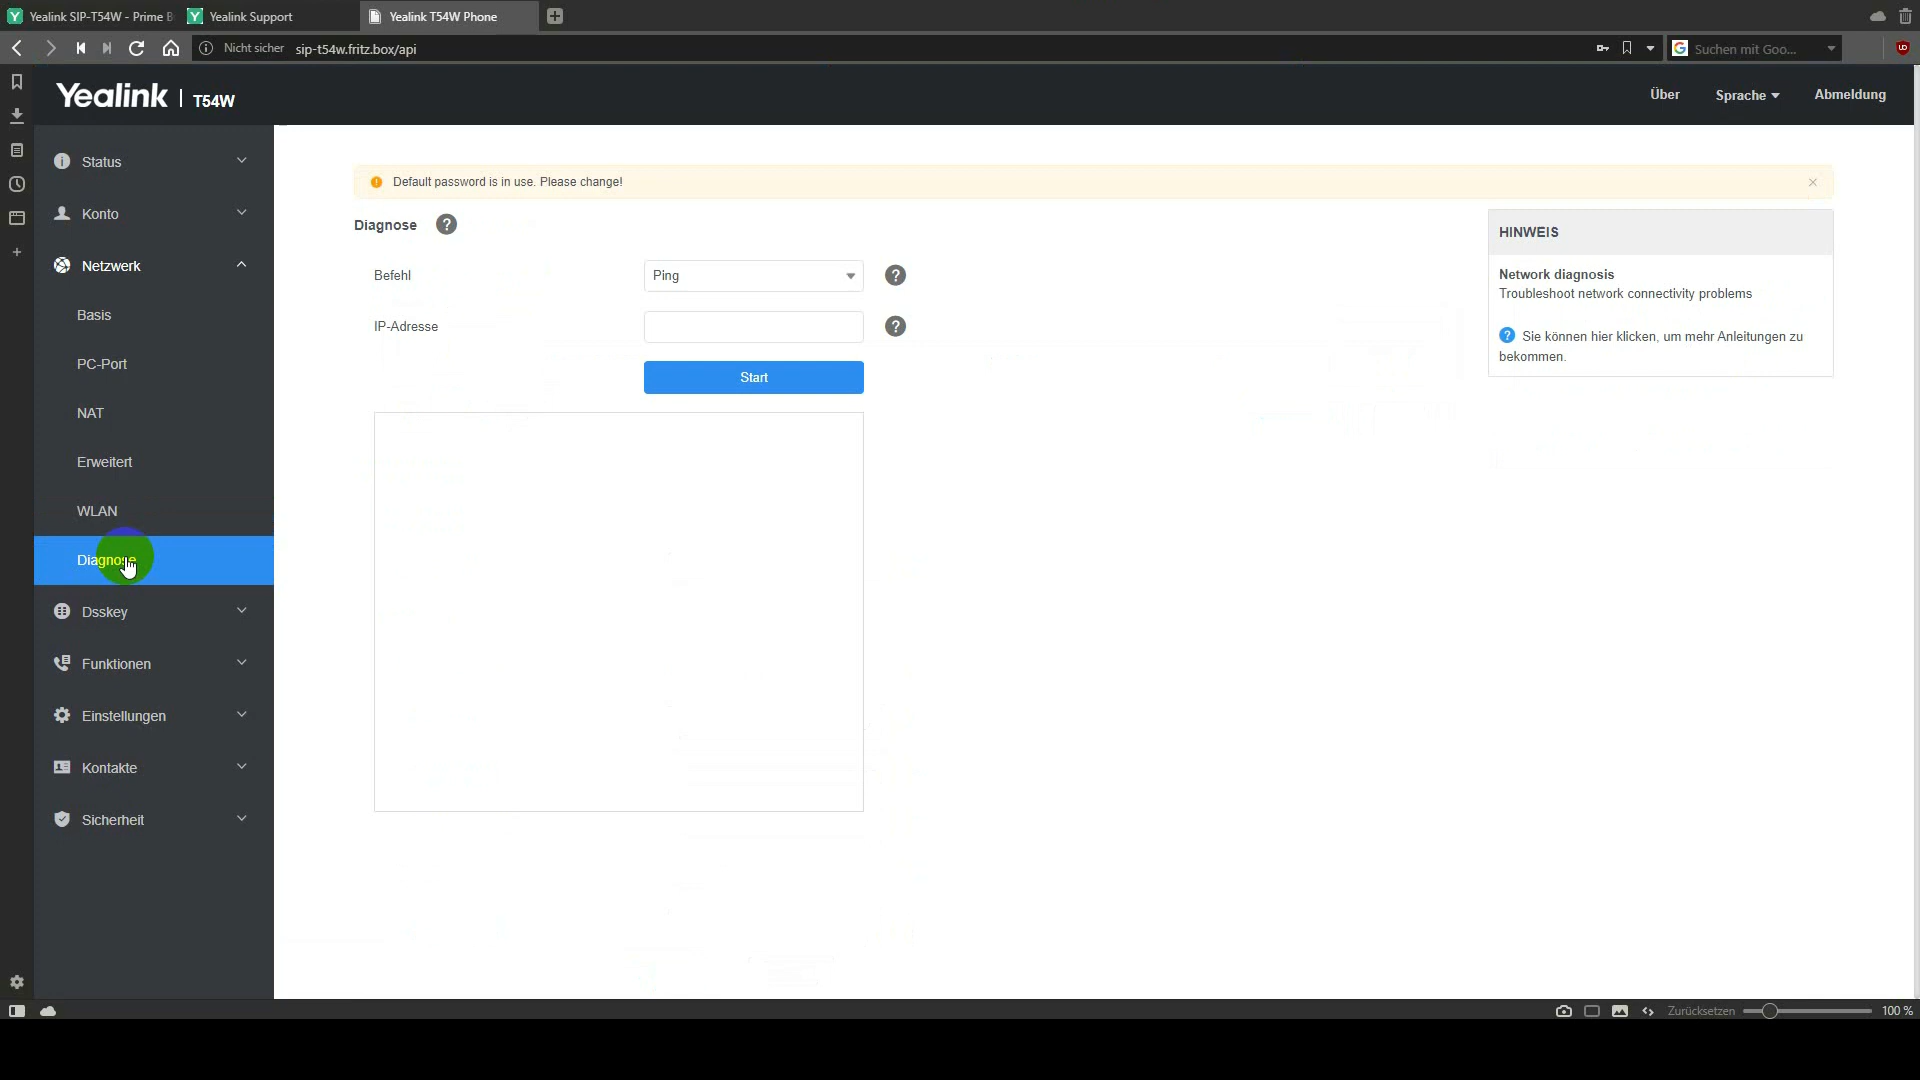 Yealink SIP-T54W - Prime B
Yealink Support
Yealink T54W Phone
Nicht sicher
sip-t54w.fritz.box/api
Suchen mit Goo...
Yealink | T54W
Über
Sprache
Abmeldung
Status
Konto
Netzwerk
Basis
PC-Port
NAT
Erweitert
WLAN
Diagnose
Dsskey
Funktionen
Einstellungen
Kontakte
Sicherheit
Default password is in use. Please change!
Diagnose
Befehl
Ping
IP-Adresse
Start
HINWEIS
Network diagnosis
Troubleshoot network connectivity problems
Sie können hier klicken, um mehr Anleitungen zu
bekommen.
Zurücksetzen
100 %